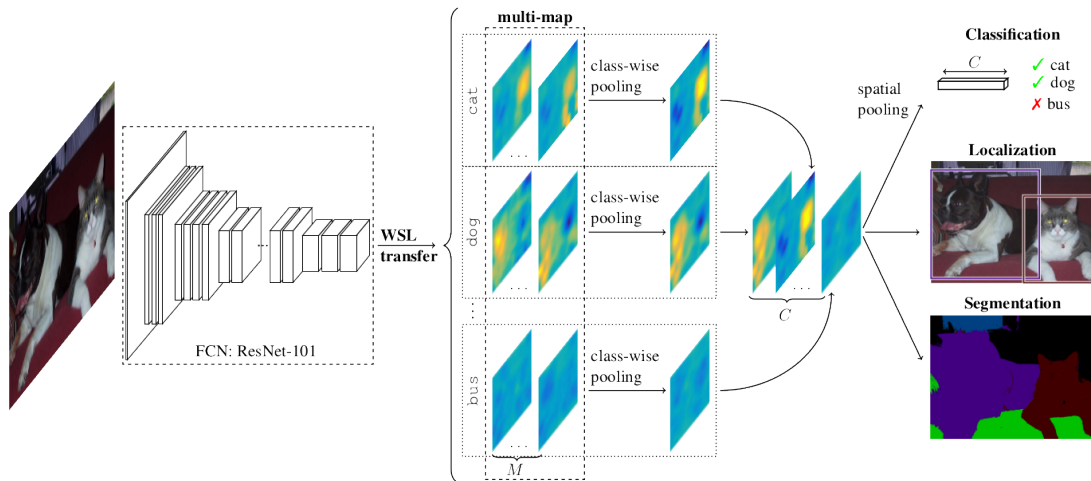 FCN: ResNet-101
WSL
transfer
multi-map
cat
class-wise
pooling
. . .
dog
class-wise
pooling
. . .
...
bus
class-wise
pooling
. . .
M
. . .
C
spatial
pooling
Classification
C
✓ cat
✓ dog
✗ bus
Localization
Segmentation